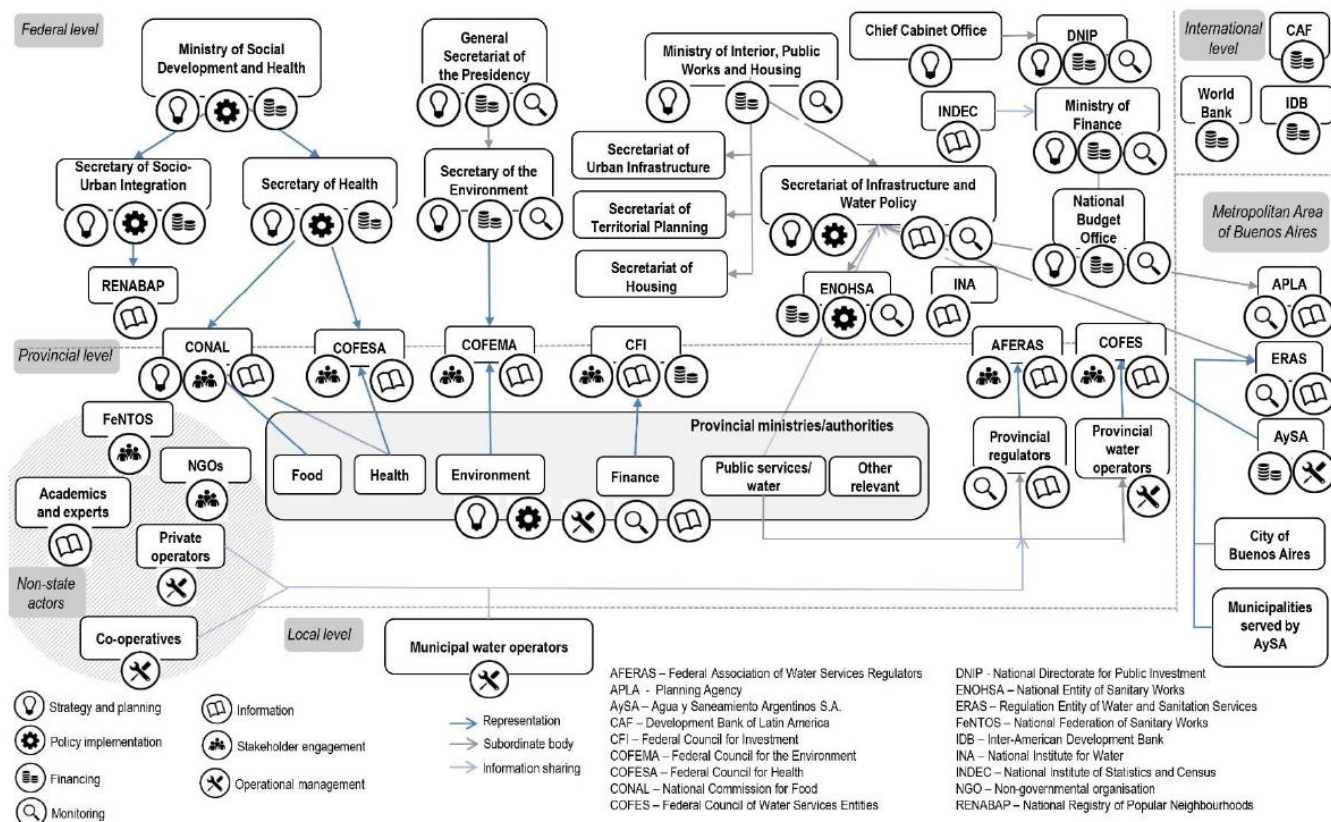 Federal level
Ministry of Social
Development and Health
General
Secretariat of
the Presidency
Ministry of Interior, Public
Works and Housing
Chief Cabinet Office
DNIP
International
level
CAF
World
Bank
IDB
INDEC
Ministry of
Finance
Secretary of Socio-
Urban Integration
Secretary of Health
Secretary of the
Environment
Secretariat of
Urban Infrastructure
Secretariat of
Territorial Planning
Secretariat of
Housing
Secretariat of Infrastructure and
Water Policy
National
Budget
Office
Metropolitan Area
of Buenos Aires
RENABAP
ENOHSA
INA
APLA
Provincial level
CONAL
COFESA
COFEMA
CFI
AFERAS
COFES
ERAS
FeNTOS
NGOs
Academics
and experts
Private
operators
Non-state
actors
Co-operatives
Provincial ministries/authorities
Food
Health
Environment
Finance
Public services/
water
Other
relevant
Provincial
regulators
Provincial
water
operators
AySA
City of
Buenos Aires
Municipalities
served by
AySA
Local level
Municipal water operators
Strategy and planning
Policy implementation
Financing
Monitoring
Information
Stakeholder engagement
Operational management
Representation
Subordinate body
Information sharing
AFERAS – Federal Association of Water Services Regulators
APLA - Planning Agency
AySA – Agua y Saneamiento Argentinos S.A.
CAF – Development Bank of Latin America
CFI – Federal Council for Investment
COFEMA – Federal Council for the Environment
COFESA – Federal Council for Health
CONAL – National Commission for Food
COFES – Federal Council of Water Services Entities
DNIP - National Directorate for Public Investment
ENOHSA – National Entity of Sanitary Works
ERAS – Regulation Entity of Water and Sanitation Services
FeNTOS – National Federation of Sanitary Works
IDB – Inter-American Development Bank
INA – National Institute for Water
INDEC – National Institute of Statistics and Census
NGO – Non-governmental organisation
RENABAP – National Registry of Popular Neighbourhoods